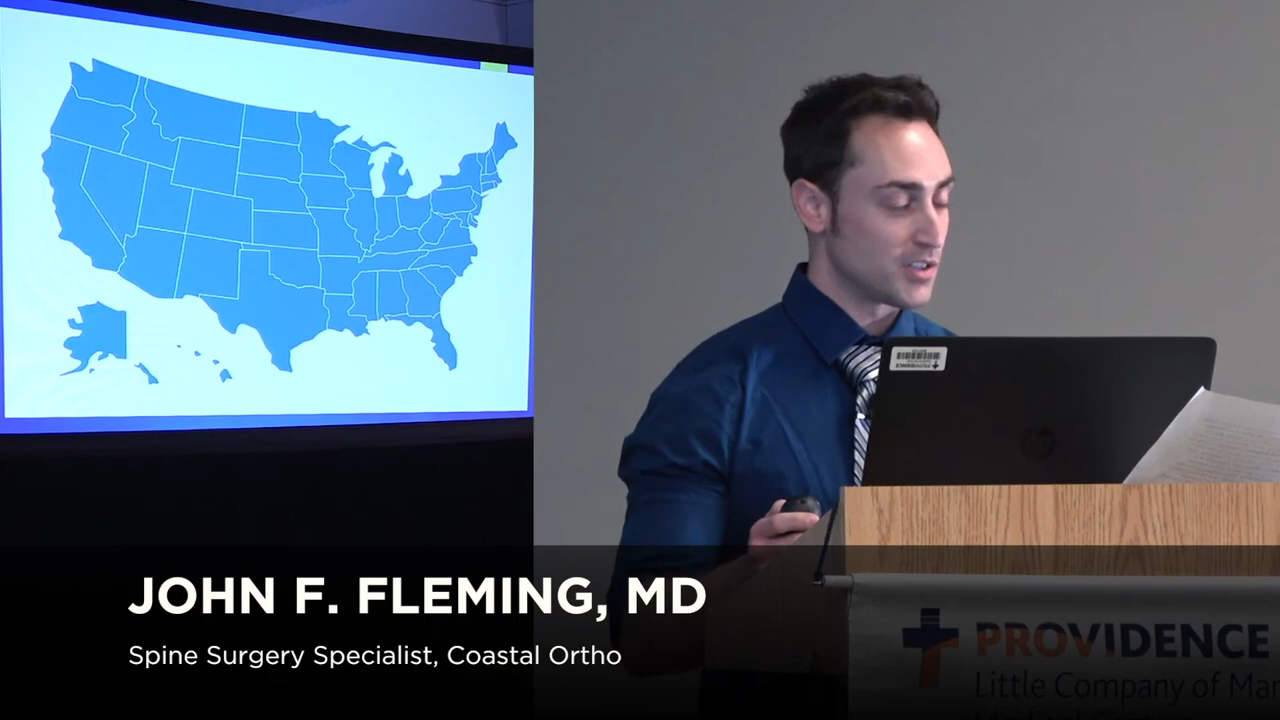 JOHN F. FLEMING, MD
Spine Surgery Specialist, Coastal Ortho
PROVIDENCE
Little Company of Mar